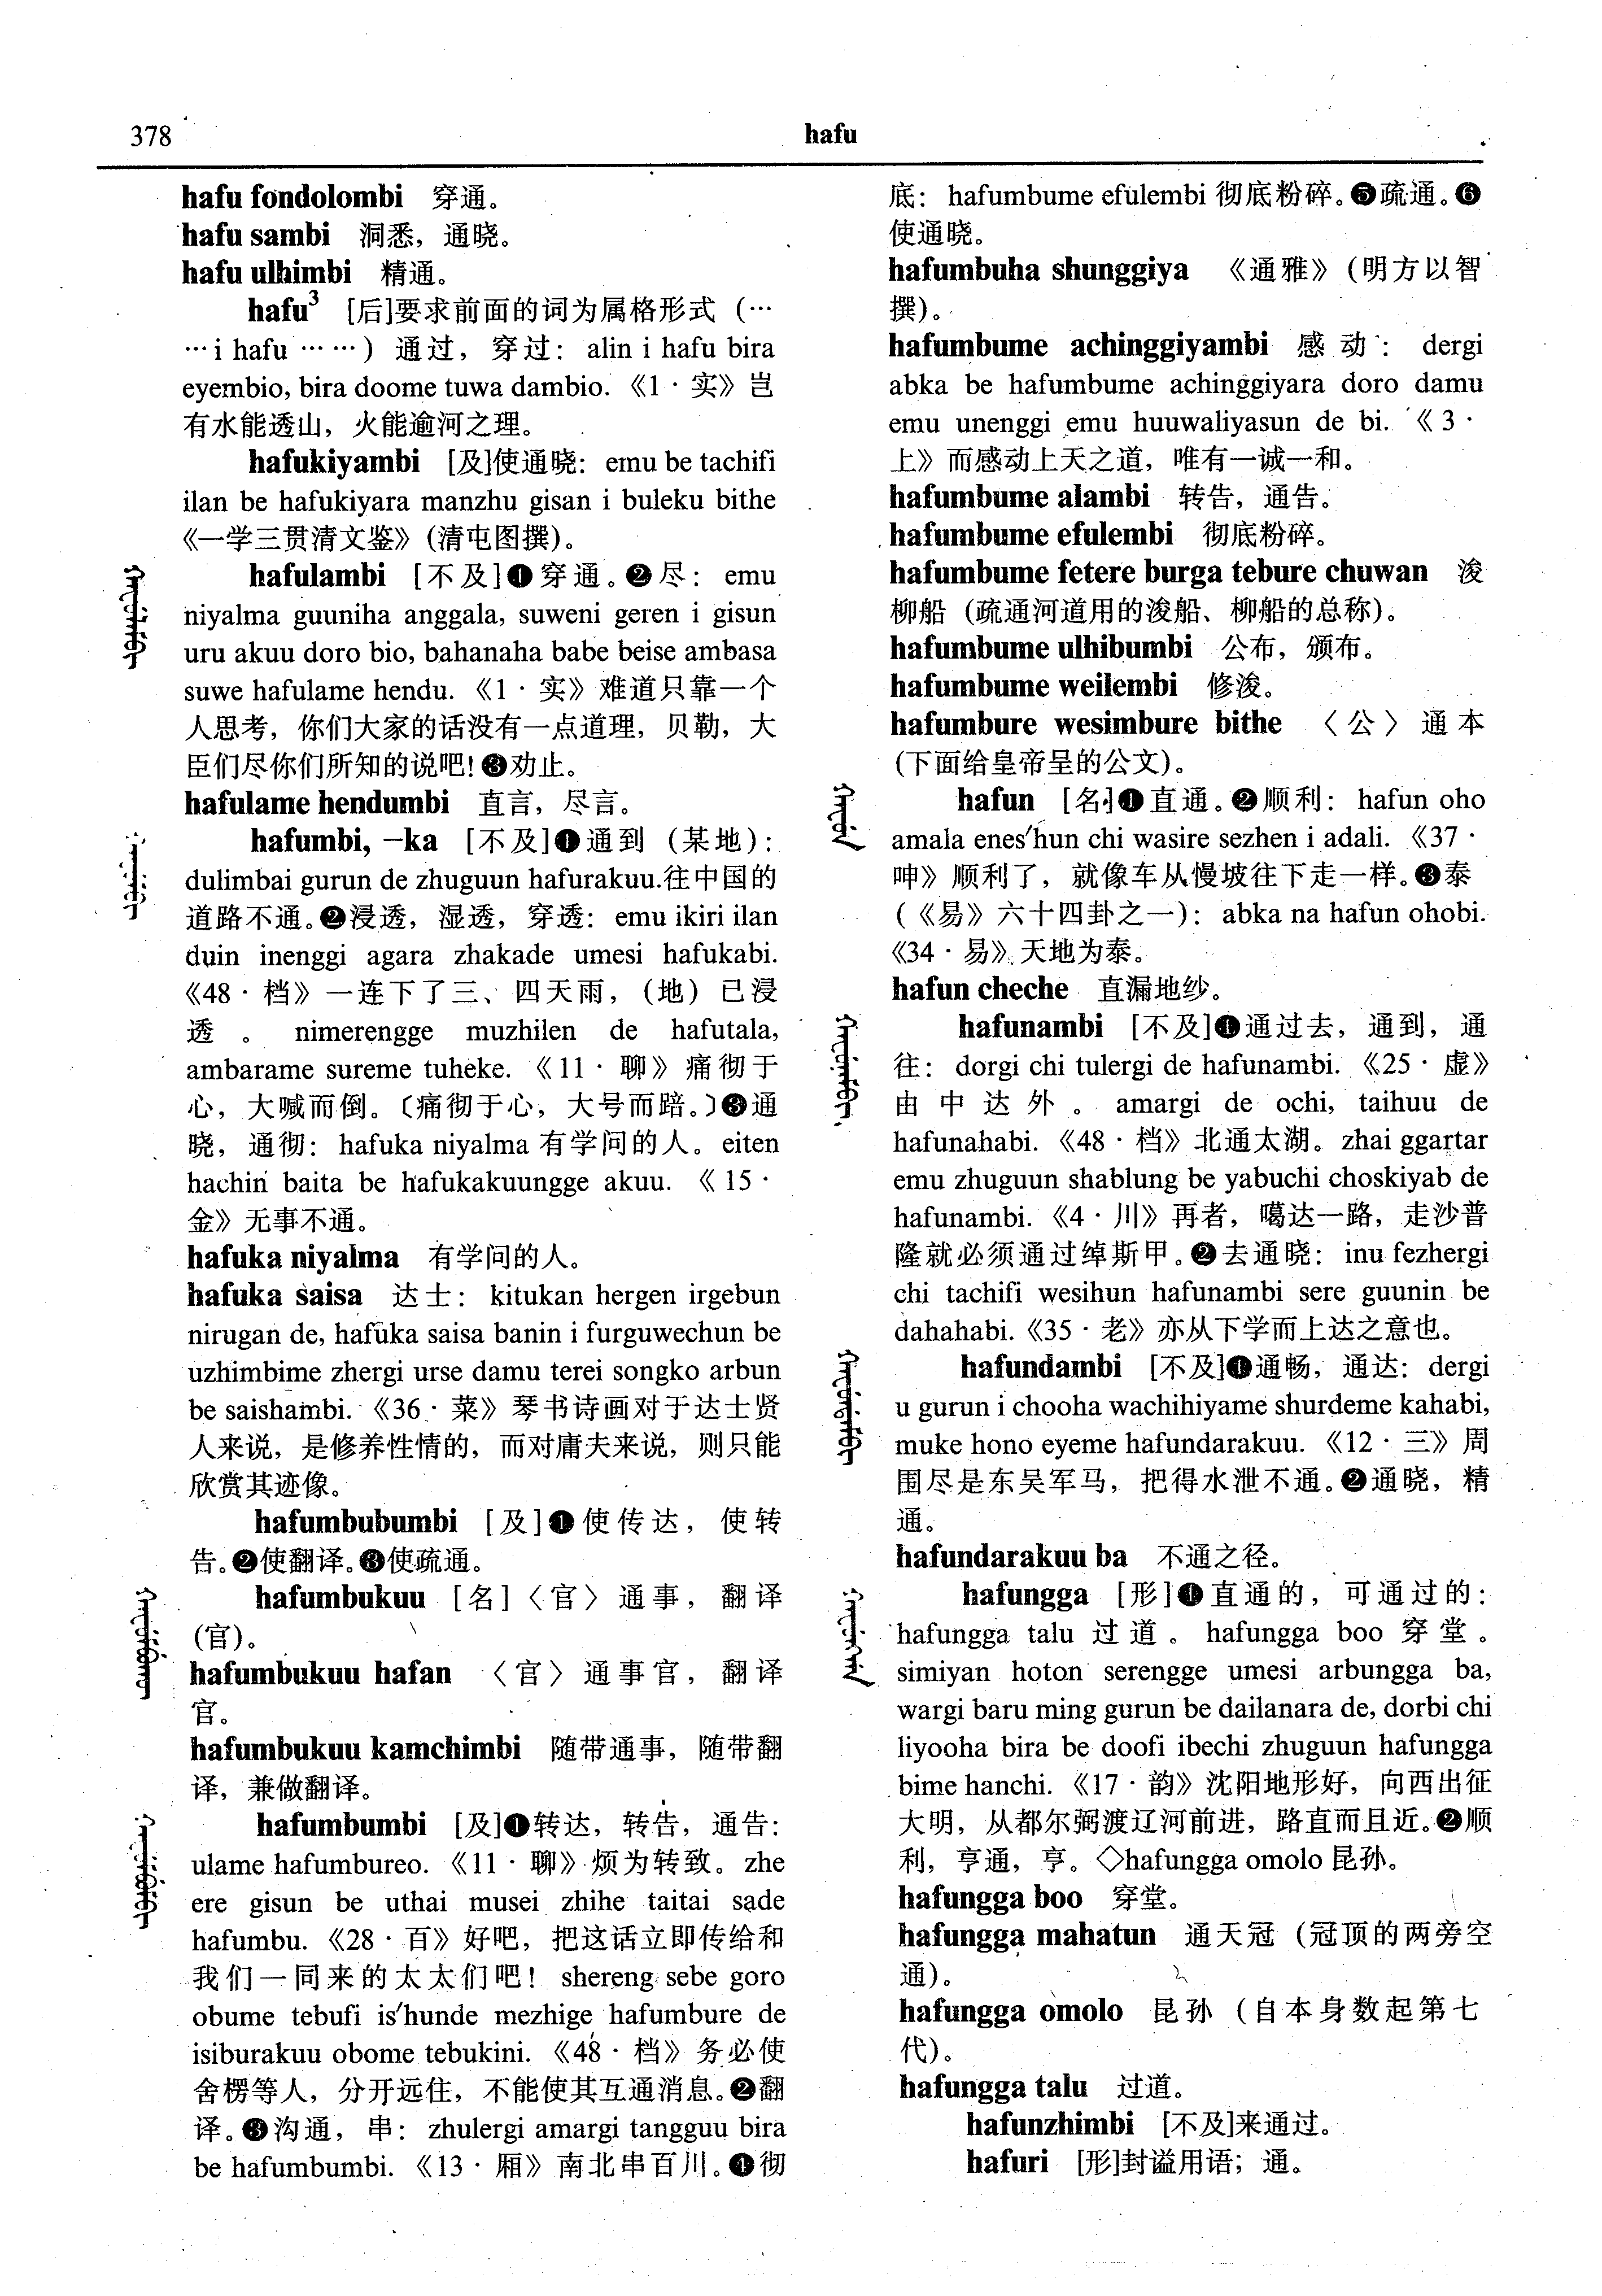 378
hafu
hafu fondolombi 穿通。
hafu sambi 洞悉，通晓。
hafu ulhimbi 精通。
hafu³ [后]要求前面的词为属格形式（…
…i hafu ……）通过，穿过：alin i hafu bira
eyembio, bira doome tuwa dambio.《1·实》岂
有水能透山，火能逾河之理。
hafukiyambi [及]使通晓：emu be tachifi
ilan be hafukiyara manzhu gisan i buleku bithe
《一学三贯清文鉴》(清屯图撰)。
hafulambi [不及]❶穿通。❷尽：emu
niyalma guuniha anggala, suweni geren i gisun
uru akuu doro bio, bahanaha babe beise ambasa
suwe hafulame hendu.《1·实》难道只靠一个
人思考，你们大家的话没有一点道理，贝勒，大
臣们尽你们所知的说吧！❸劝止。
hafulame hendumbi 直言，尽言。
hafumbi, -ka [不及]❶通到（某地）：
dulimbai gurun de zhuguun hafurakuu.往中国的
道路不通。❷浸透，湿透，穿透：emu ikiri ilan
duin inenggi agara zhakade umesi hafukabi.
《48·档》一连下了三、四天雨，（地）已浸
透。nimerengge muzhilen de hafutala,
ambarame sureme tuheke.《11·聊》痛彻于
心，大喊而倒。〔痛彻于心，大号而踣。〕❸通
晓，通彻：hafuka niyalma 有学问的人。eiten
hachin baita be hafukakuungge akuu.《15·
金》无事不通。
hafuka niyalma 有学问的人。
hafuka saisa 达士：kitukan hergen irgebun
nirugan de, hafuka saisa banin i furguwechun be
uzhimbime zhergi urse damu terei songko arbun
be saishambi.《36·菜》琴书诗画对于达士贤
人来说，是修养性情的，而对庸夫来说，则只能
欣赏其迹像。
hafumbubumbi [及]❶使传达，使转
告。❷使翻译。❸使疏通。
hafumbukuu [名]〈官〉通事，翻译
(官)。
hafumbukuu hafan 〈官〉通事官，翻译
官。
hafumbukuu kamchimbi 随带通事，随带翻
译，兼做翻译。
hafumbumbi [及]❶转达，转告，通告：
ulame hafumbureo.《11·聊》烦为转致。zhe
ere gisun be uthai musei zhihe taitai sade
hafumbu.《28·百》好吧，把这话立即传给和
我们一同来的太太们吧！shereng sebe goro
obume tebufi is'hunde mezhige hafumbure de
isiburakuu obome tebukini.《48·档》务必使
舍楞等人，分开远住，不能使其互通消息。❷翻
译。❸沟通，串：zhulergi amargi tangguu bira
be hafumbumbi.《13·厢》南北串百川。❹彻
底：hafumbume efulembi 彻底粉碎。❺疏通。❻
使通晓。
hafumbuha shunggiya 《通雅》(明方以智
撰)。
hafumbume achinggiyambi 感动：dergi
abka be hafumbume achinggiyara doro damu
emu unenggi emu huuwaliyasun de bi.《3·
上》而感动上天之道，唯有一诚一和。
hafumbume alambi 转告，通告。
hafumbume efulembi 彻底粉碎。
hafumbume fetere burga tebure chuwan 浚
柳船（疏通河道用的浚船、柳船的总称)。
hafumbume ulhibumbi 公布，颁布。
hafumbume weilembi 修浚。
hafumbure wesimbure bithe 〈公〉通本
(下面给皇帝呈的公文)。
hafun [名]❶直通。❷顺利：hafun oho
amala enes'hun chi wasire sezhen i adali.《37·
呻》顺利了，就像车从慢坡往下走一样。❸泰
(《易》六十四卦之一)：abka na hafun ohobi.
《34·易》天地为泰。
hafun cheche 直漏地纱。
hafunambi [不及]❶通过去，通到，通
往：dorgi chi tulergi de hafunambi.《25·虚》
由中达外。amargi de ochi, taihuu de
hafunahabi.《48·档》北通太湖。zhai ggartar
emu zhuguun shablung be yabuchi choskiyab de
hafunambi.《4·川》再者，噶达一路，走沙普
隆就必须通过绰斯甲。❷去通晓：inu fezhergi
chi tachifi wesihun hafunambi sere guunin be
dahahabi.《35·老》亦从下学而上达之意也。
hafundambi [不及]❶通畅，通达：dergi
u gurun i chooha wachihiyame shurdeme kahabi,
muke hono eyeme hafundarakuu.《12·三》周
围尽是东吴军马，把得水泄不通。❷通晓，精
通。
hafundarakuu ba 不通之径。
hafungga [形]❶直通的，可通过的：
hafungga talu 过道。hafungga boo 穿堂。
simiyan hoton serengge umesi arbungga ba,
wargi baru ming gurun be dailanara de, dorbi chi
liyooha bira be doofi ibechi zhuguun hafungga
bime hanchi.《17·韵》沈阳地形好，向西出征
大明，从都尔弼渡辽河前进，路直而且近。❷顺
利，亨通，亨。◇hafungga omolo 昆孙。
hafungga boo 穿堂。
hafungga mahatun 通天冠（冠顶的两旁空
通)。
hafungga omolo 昆孙（自本身数起第七
代)。
hafungga talu 过道。
hafunzhimbi [不及]来通过。
hafuri [形]封谥用语；通。